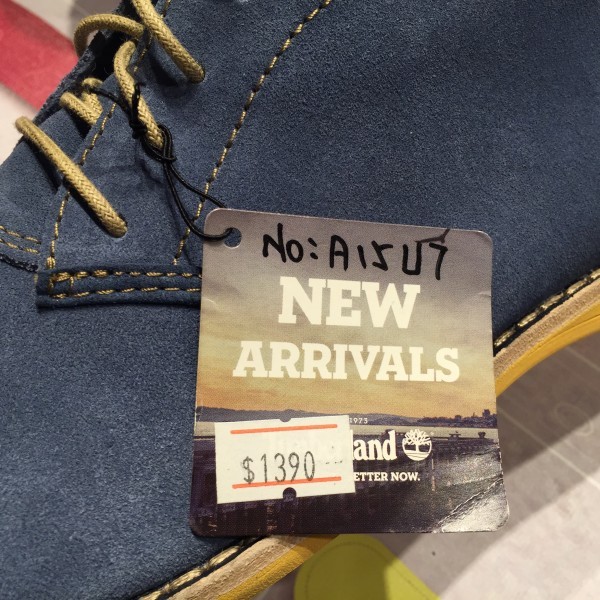 No: A15U7
NEW
ARRIVALS
1973
$1390
ETTER NOW.